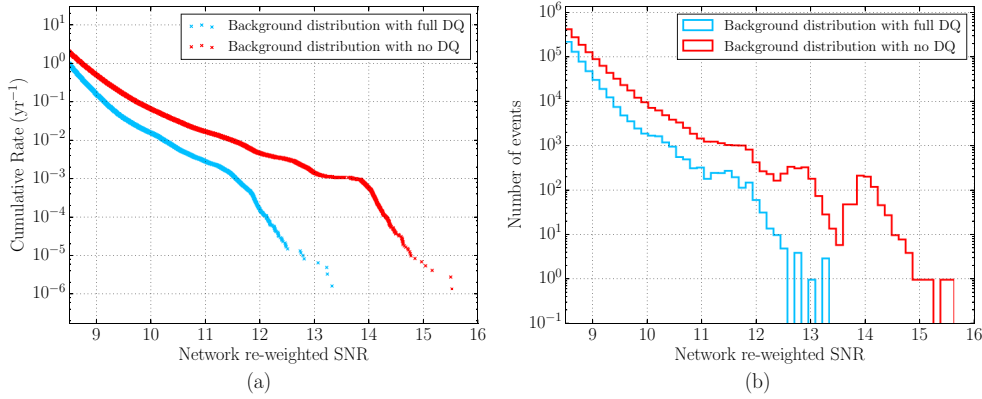 Background distribution with full DQ
Background distribution with no DQ
Cumulative Rate (yr⁻¹)
10²
10¹
10⁰
10⁻¹
10⁻²
10⁻³
10⁻⁴
10⁻⁵
10⁻⁶
9 10 11 12 13 14 15 16
Network re-weighted SNR
(a)
Background distribution with full DQ
Background distribution with no DQ
Number of events
10⁶
10⁵
10⁴
10³
10²
10¹
10⁰
10⁻¹
9 10 11 12 13 14 15 16
Network re-weighted SNR
(b)